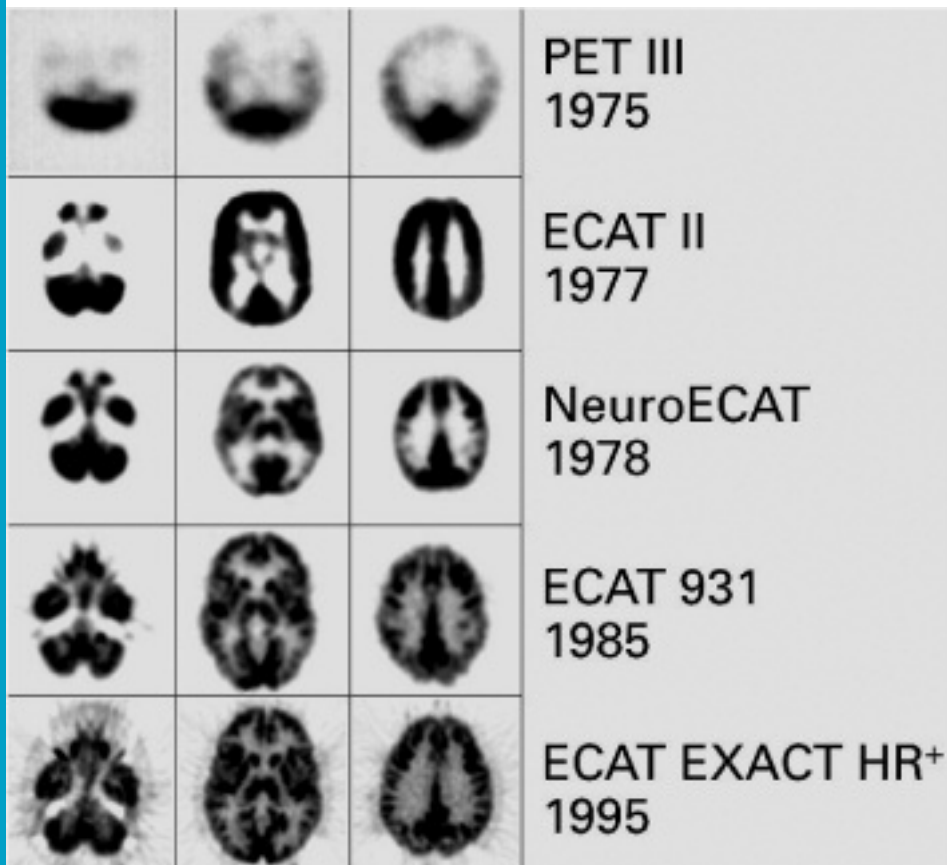 PET III
1975
ECAT II
1977
NeuroECAT
1978
ECAT 931
1985
ECAT EXACT HR⁺
1995